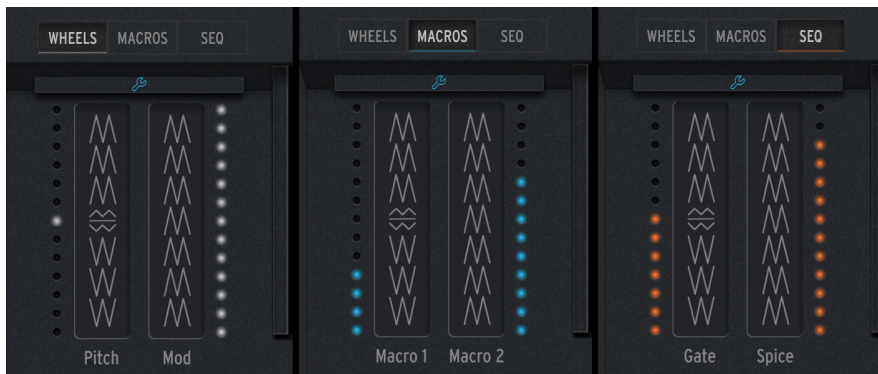 WHEELS MACROS SEQ
Pitch Mod
WHEELS MACROS SEQ
Macro 1 Macro 2
WHEELS MACROS SEQ
Gate Spice